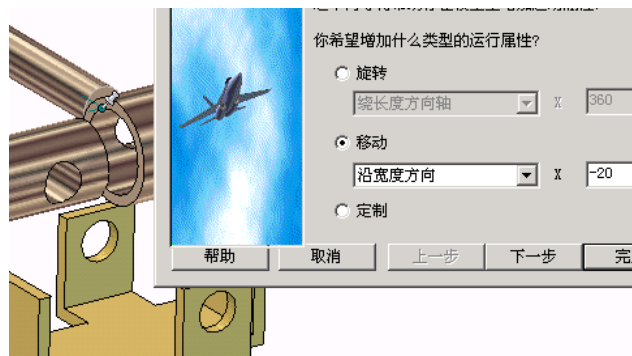 你希望增加什么类型的运行属性?
旋转
绕长度方向轴 X 360
移动
沿宽度方向 X -20
定制
帮助 取消 上一步 下一步 完